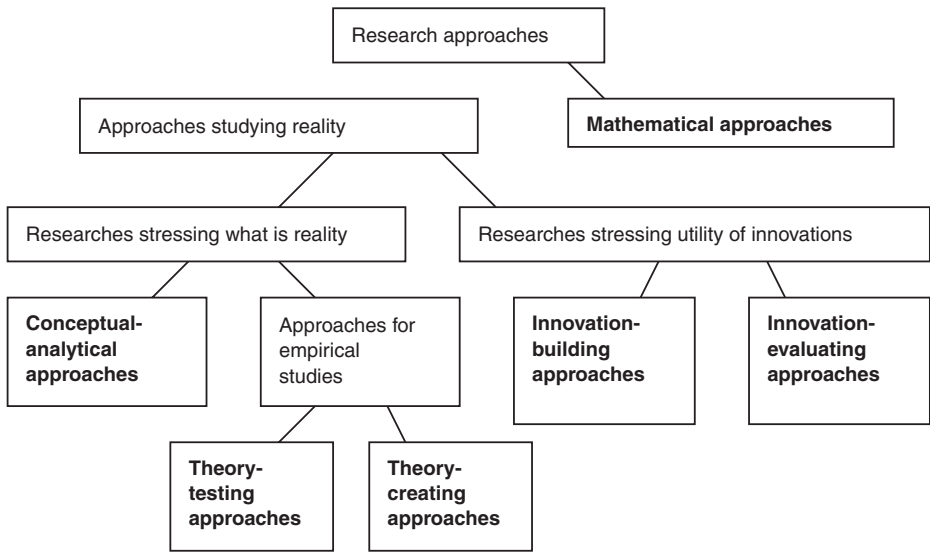 Research approaches
Approaches studying reality
Mathematical approaches
Researches stressing what is reality
Researches stressing utility of innovations
Conceptual-
analytical
approaches
Approaches for
empirical
studies
Innovation-
building
approaches
Innovation-
evaluating
approaches
Theory-
testing
approaches
Theory-
creating
approaches